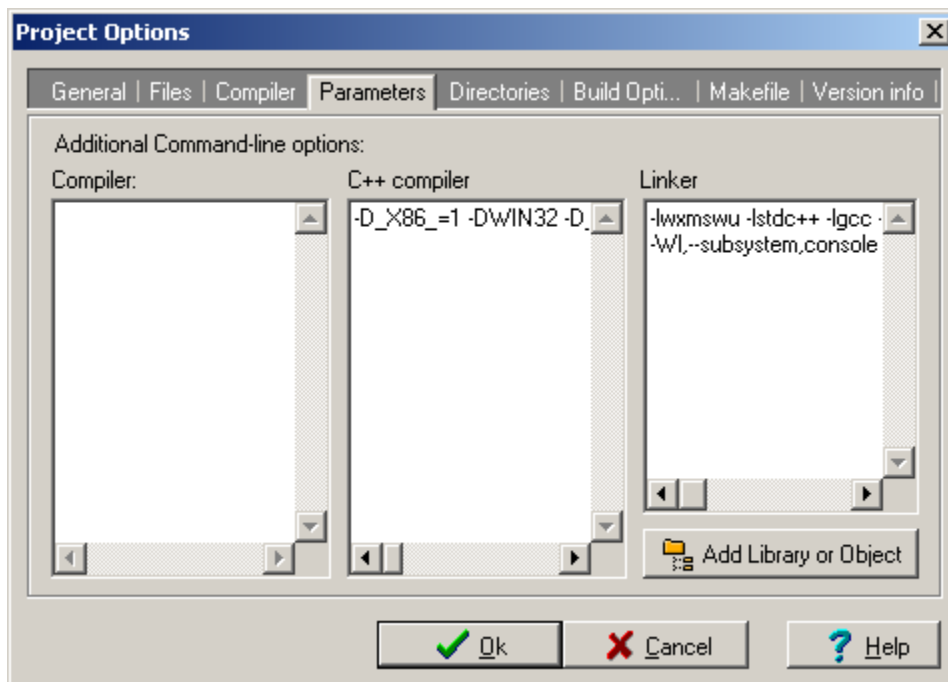 Project Options
General | Files | Compiler | Parameters | Directories | Build Opti... | Makefile | Version info |
Additional Command-line options:
Compiler: C++ compiler Linker
-D_X86_=1 -DWIN32 -D_ -lwxmswu -lstdc++ -lgcc -
-Wl,--subsystem,console
Add Library or Object
Ok Cancel Help